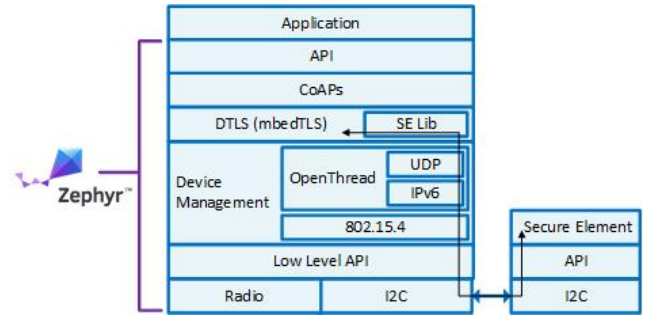 Application
API
CoAPs
DTLS (mbedTLS)
SE Lib
Zephyr™
Device
Management
OpenThread
UDP
IPv6
802.15.4
Low Level API
Radio
I2C
Secure Element
API
I2C